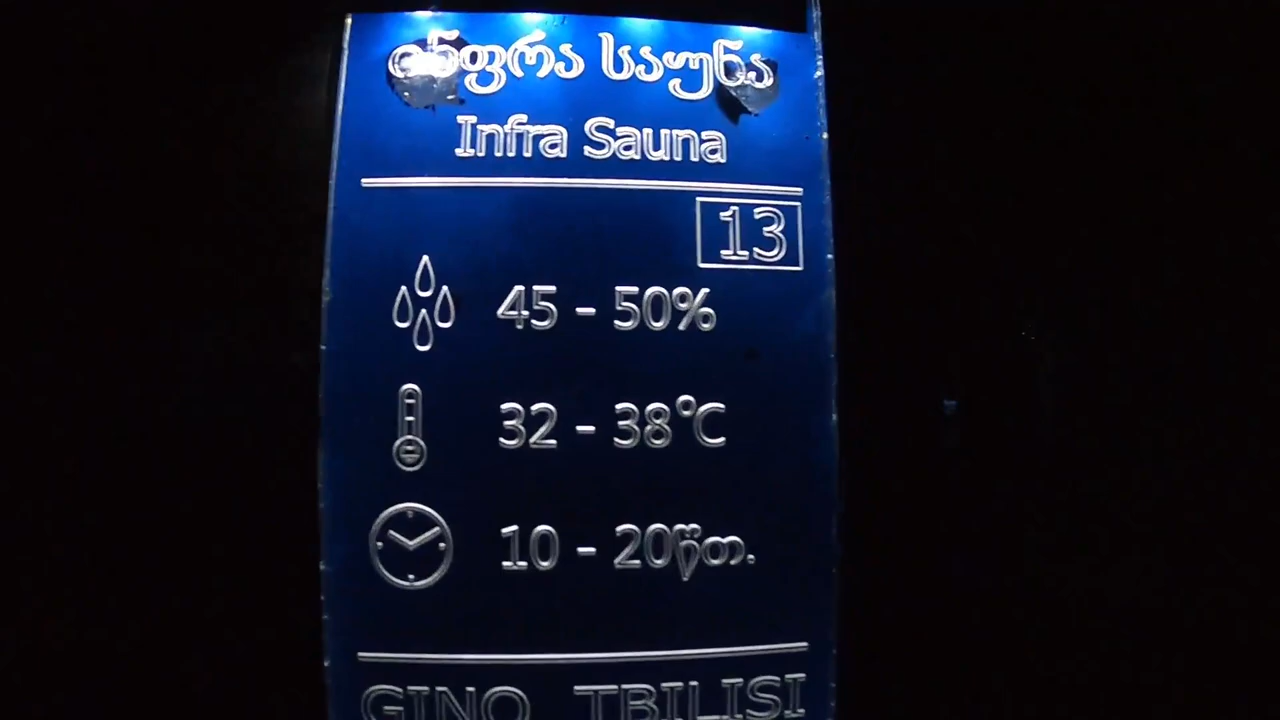 ინფრა საუნა
Infra Sauna
13
45 - 50%
32 - 38°C
10 - 20წთ.
GINO TBILISI